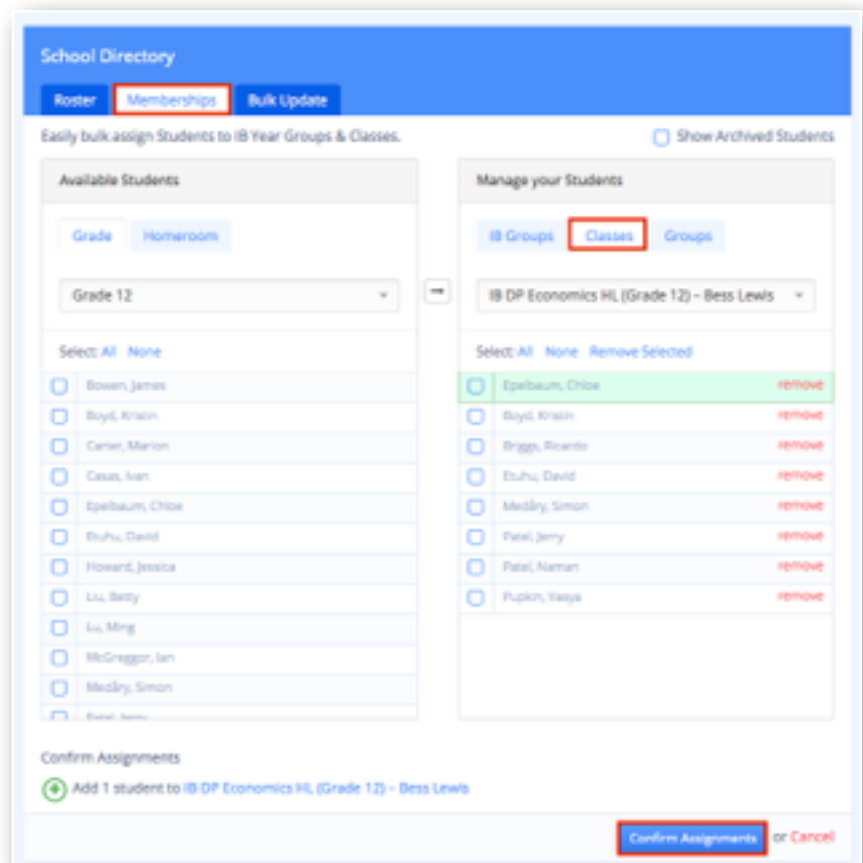 School Directory
Roster Memberships Bulk Update
Easily bulk assign Students to IB Year Groups & Classes.
Show Archived Students
Available Students
Grade Homeroom
Grade 12
Select: All None
Bowen, James
Boyd, Kristin
Carter, Marion
Casas, Ivan
Epelbaum, Chloe
Etuhu, David
Howard, Jessica
Liu, Betty
Lu, Ming
McGreggor, Ian
Medåry, Simon
Patel, Jerry
Manage your Students
IB Groups Classes Groups
IB DP Economics HL (Grade 12) – Bess Lewis
Select: All None Remove Selected
Epelbaum, Chloe remove
Boyd, Kristin remove
Briggs, Ricardo remove
Etuhu, David remove
Medåry, Simon remove
Patel, Jerry remove
Patel, Naman remove
Pupkin, Vasya remove
Confirm Assignments
Add 1 student to IB DP Economics HL (Grade 12) – Bess Lewis
Confirm Assignments or Cancel